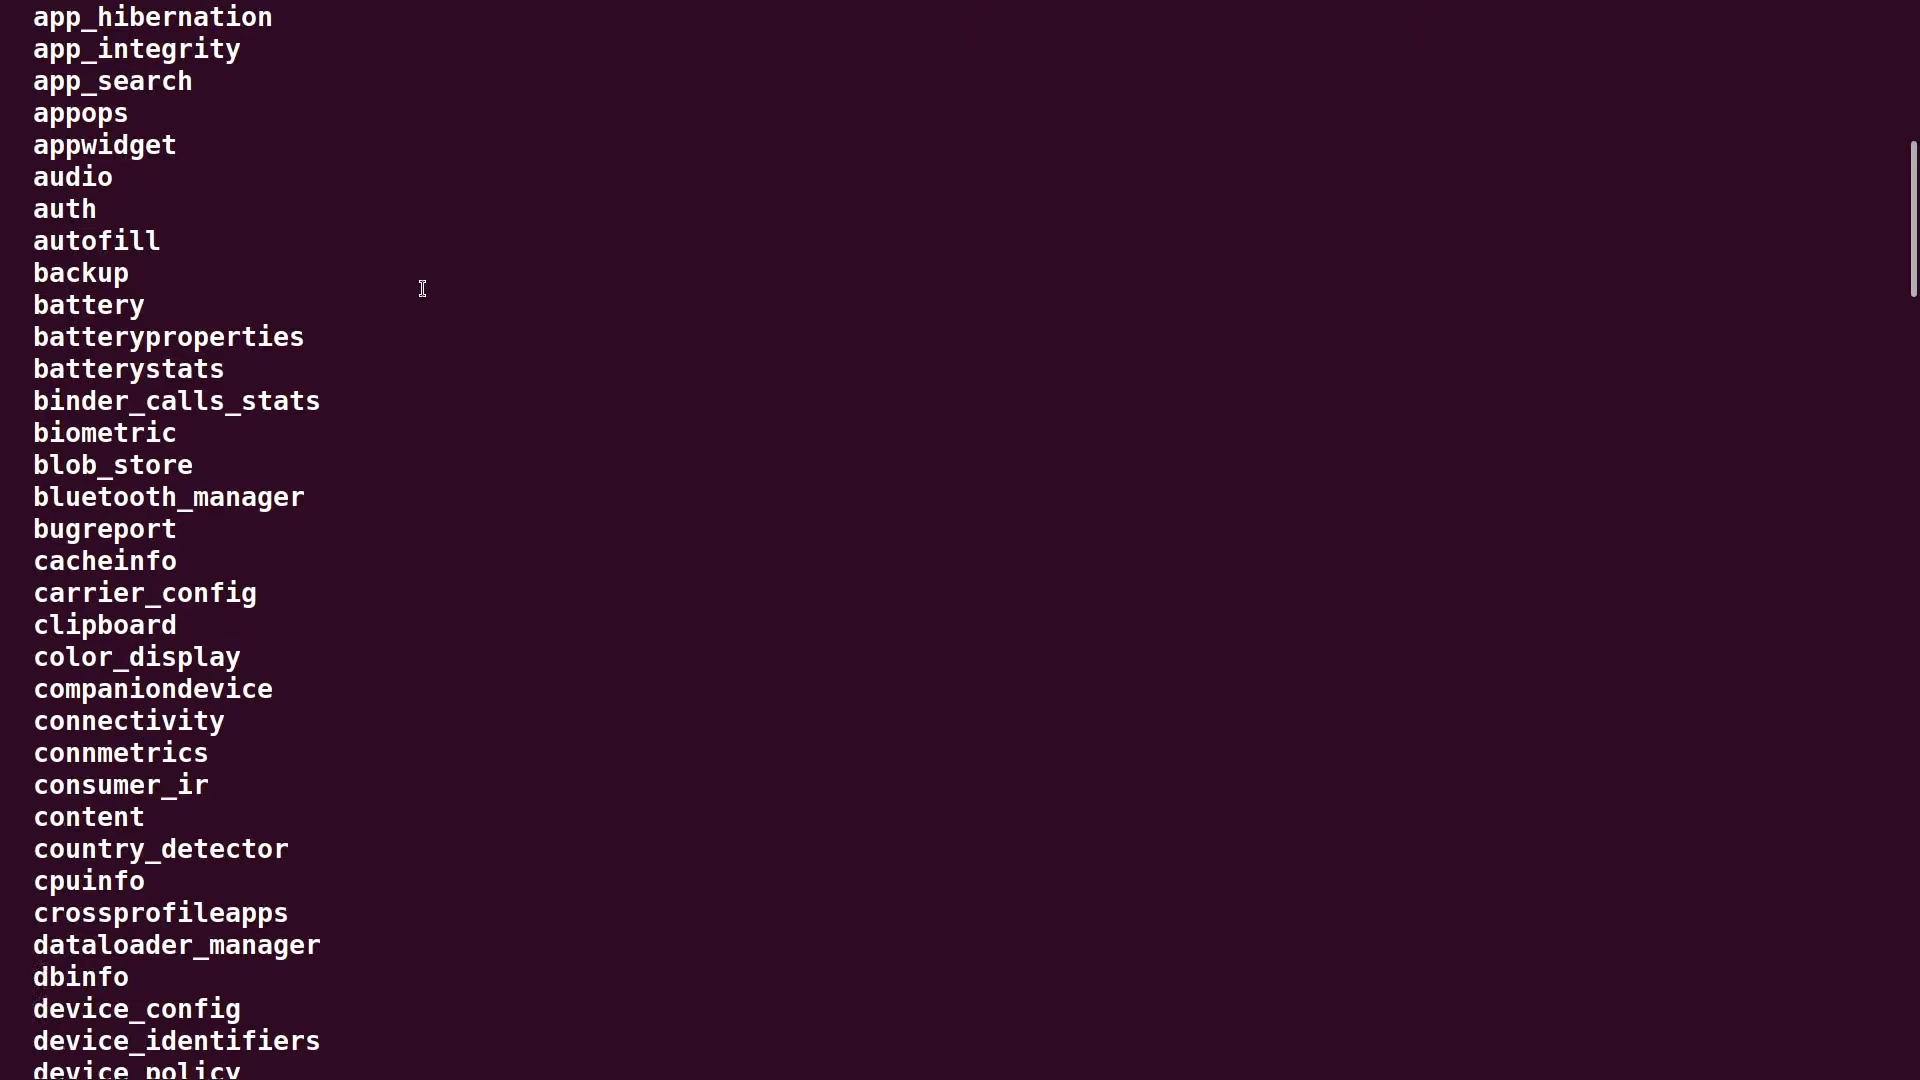 app_hibernation
app_integrity
app_search
appops
appwidget
audio
auth
autofill
backup
battery
batteryproperties
batterystats
binder_calls_stats
biometric
blob_store
bluetooth_manager
bugreport
cacheinfo
carrier_config
clipboard
color_display
companiondevice
connectivity
connmetrics
consumer_ir
content
country_detector
cpuinfo
crossprofileapps
dataloader_manager
dbinfo
device_config
device_identifiers
device_policy